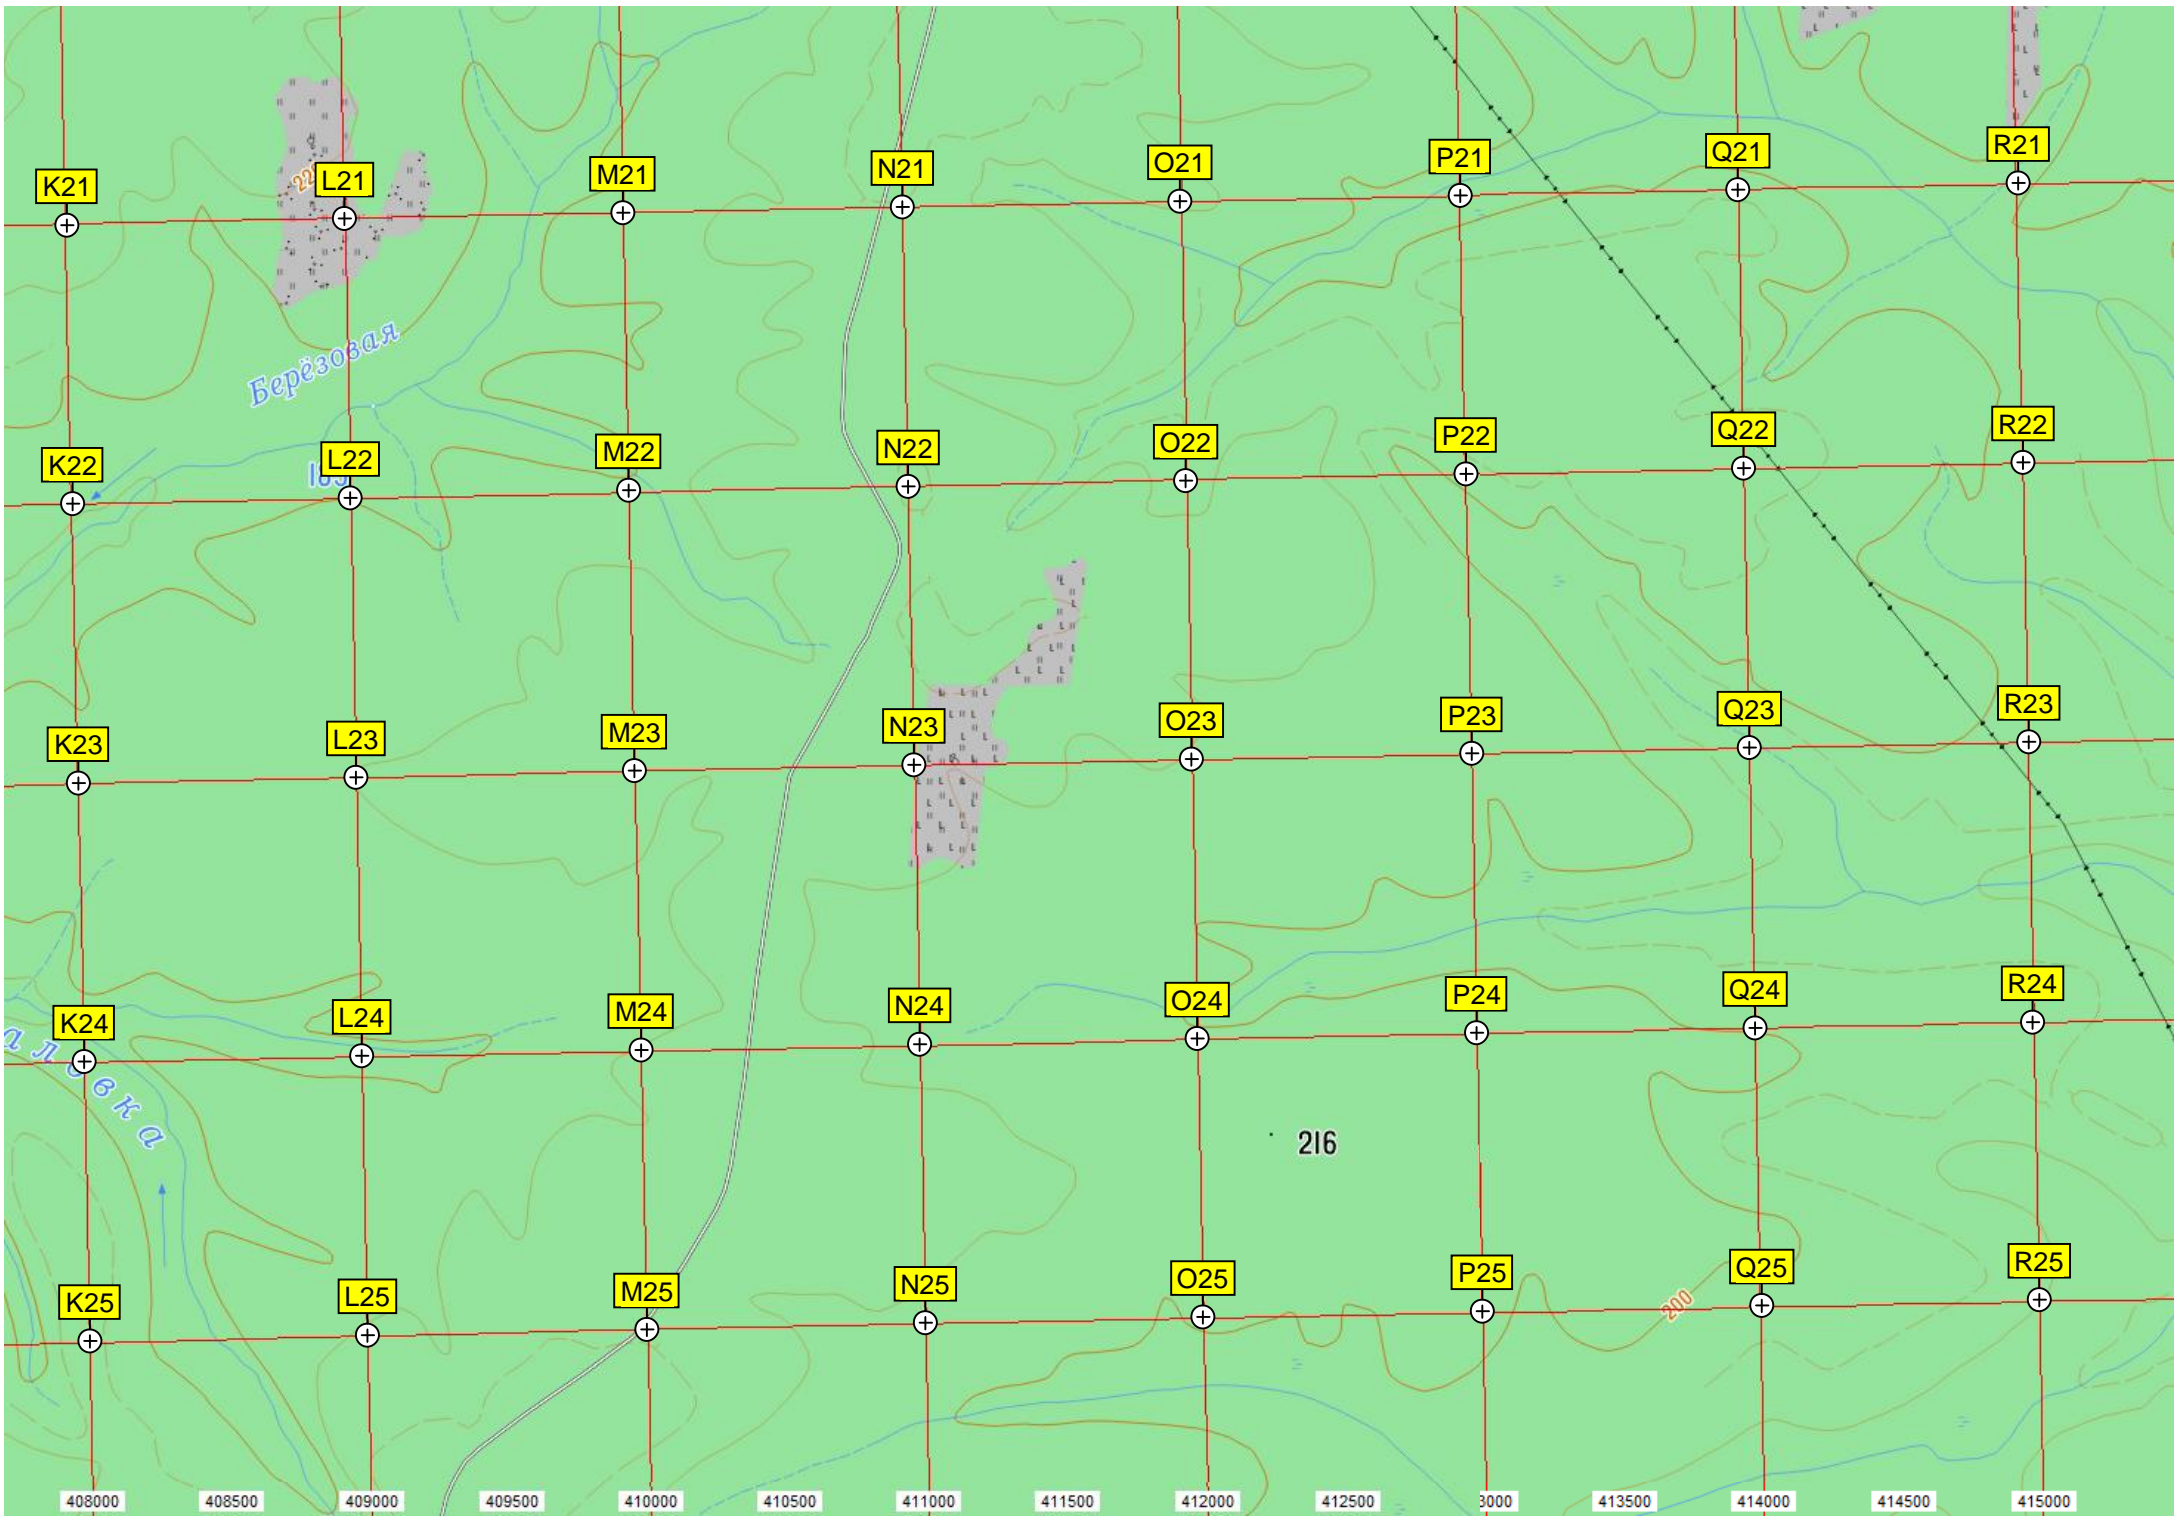 K21 L21 M21 N21 O21 P21 Q21 R21
Берёзовая
K22 L22 M22 N22 O22 P22 Q22 R22
K23 L23 M23 N23 O23 P23 Q23 R23
K24 L24 M24 N24 O24 P24 Q24 R24
216
K25 L25 M25 N25 O25 P25 Q25 R25
200
408000 408500 409000 409500 410000 410500 411000 411500 412000 412500 3000 413500 414000 414500 415000